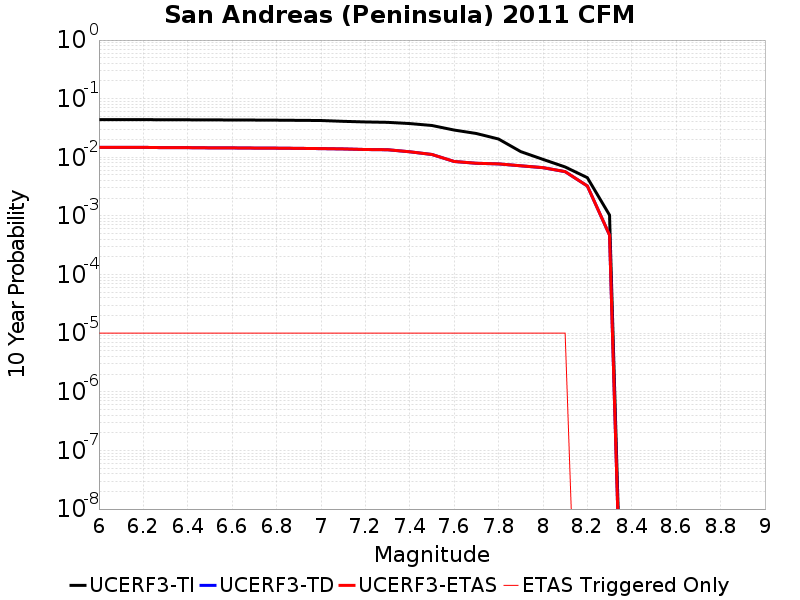 San Andreas (Peninsula) 2011 CFM
10^0
10^-1
10^-2
10^-3
10^-4
10^-5
10^-6
10^-7
10^-8
10 Year Probability
6 6.2 6.4 6.6 6.8 7 7.2 7.4 7.6 7.8 8 8.2 8.4 8.6 8.8 9
Magnitude
UCERF3-TI UCERF3-TD UCERF3-ETAS ETAS Triggered Only